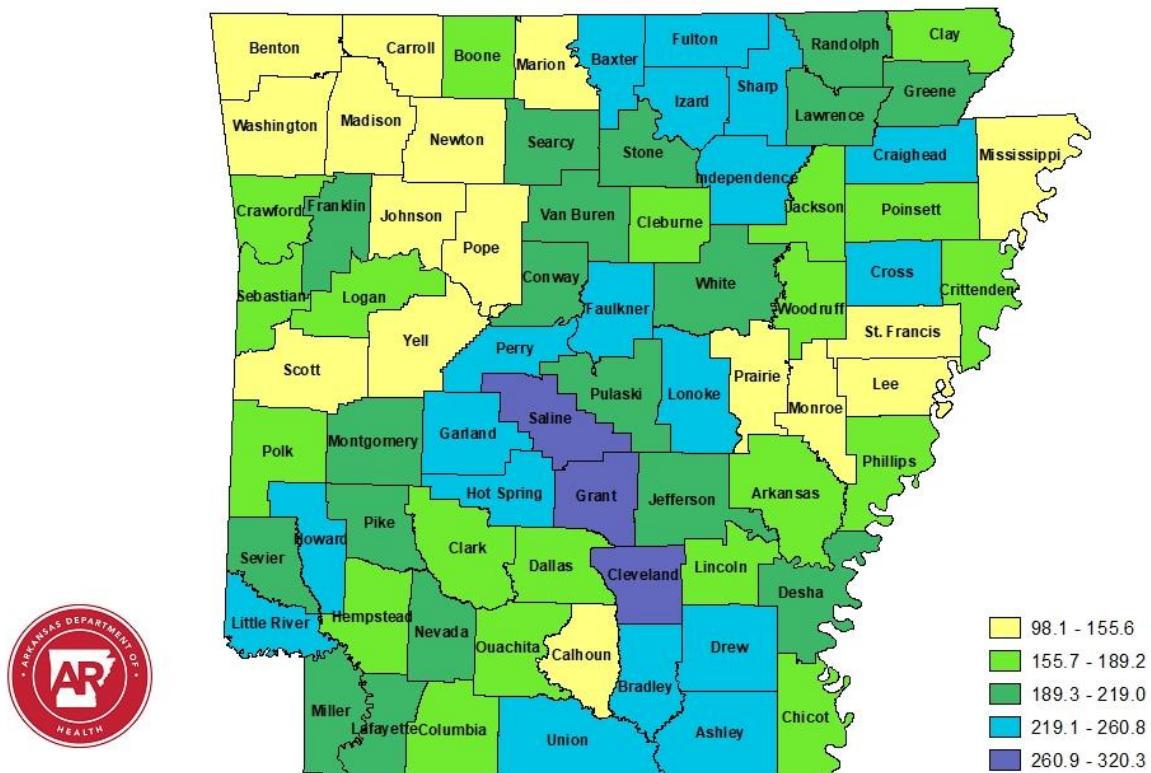 Benton
Carroll
Boone
Marion
Baxter
Fulton
Randolph
Clay
Sharp
Izard
Greene
Lawrence
Washington
Madison
Newton
Searcy
Stone
Independence
Craighead
Mississippi
Crawford
Franklin
Johnson
Pope
Van Buren
Cleburne
Jackson
Poinsett
Sebastian
Logan
Conway
White
Cross
Crittenden
Faulkner
Woodruff
St. Francis
Scott
Yell
Perry
Pulaski
Lonoke
Prairie
Lee
Monroe
Saline
Polk
Montgomery
Garland
Phillips
Hot Spring
Grant
Jefferson
Arkansas
Howard
Pike
Sevier
Clark
Dallas
Cleveland
Lincoln
Desha
Little River
Hempstead
Nevada
Ouachita
Calhoun
Bradley
Drew
Miller
Lafayette
Columbia
Union
Ashley
Chicot
ARKANSAS DEPARTMENT OF
AR
HEALTH
98.1 - 155.6
155.7 - 189.2
189.3 - 219.0
219.1 - 260.8
260.9 - 320.3